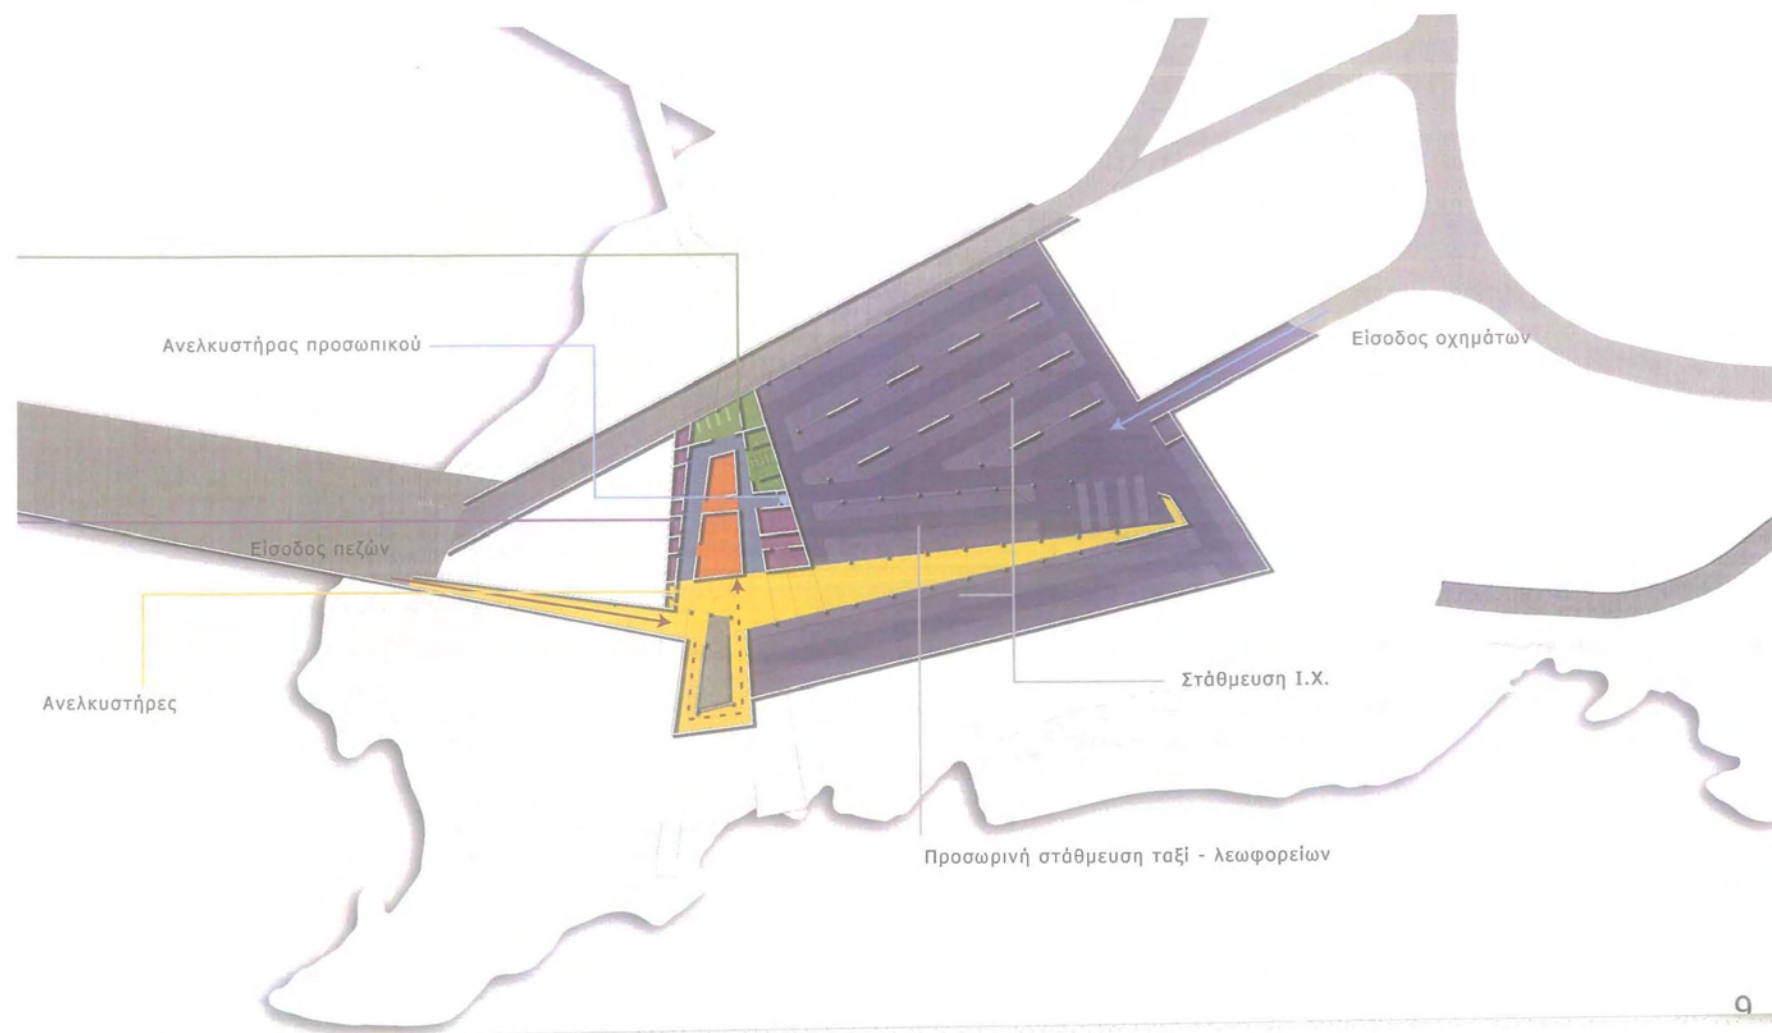 Ανελκυστήρας προσωπικού
Είσοδος οχημάτων
Είσοδος πεζών
Στάθμευση Ι.Χ.
Ανελκυστήρες
Προσωρινή στάθμευση ταξί - λεωφορείων
9